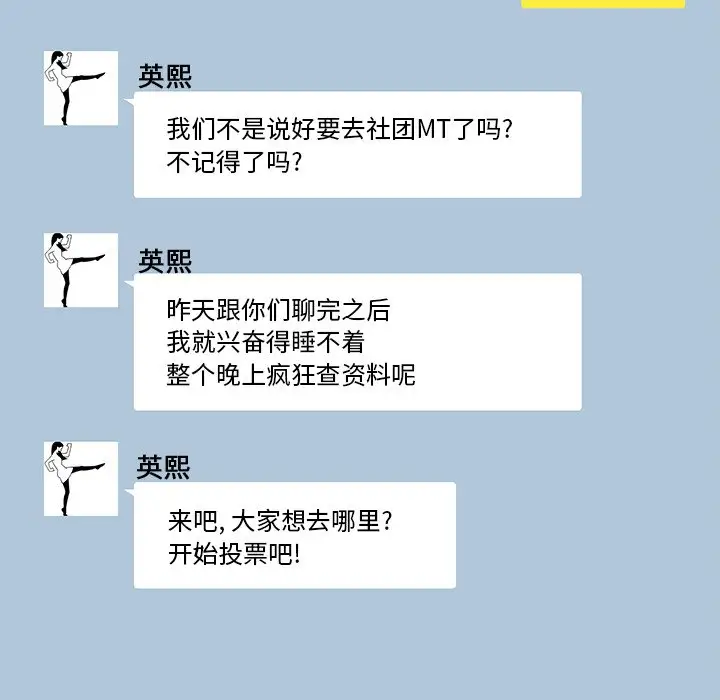 英熙
我们不是说好要去社团MT了吗?
不记得了吗?
英熙
昨天跟你们聊完之后
我就兴奋得睡不着
整个晚上疯狂查资料呢
英熙
来吧, 大家想去哪里?
开始投票吧!